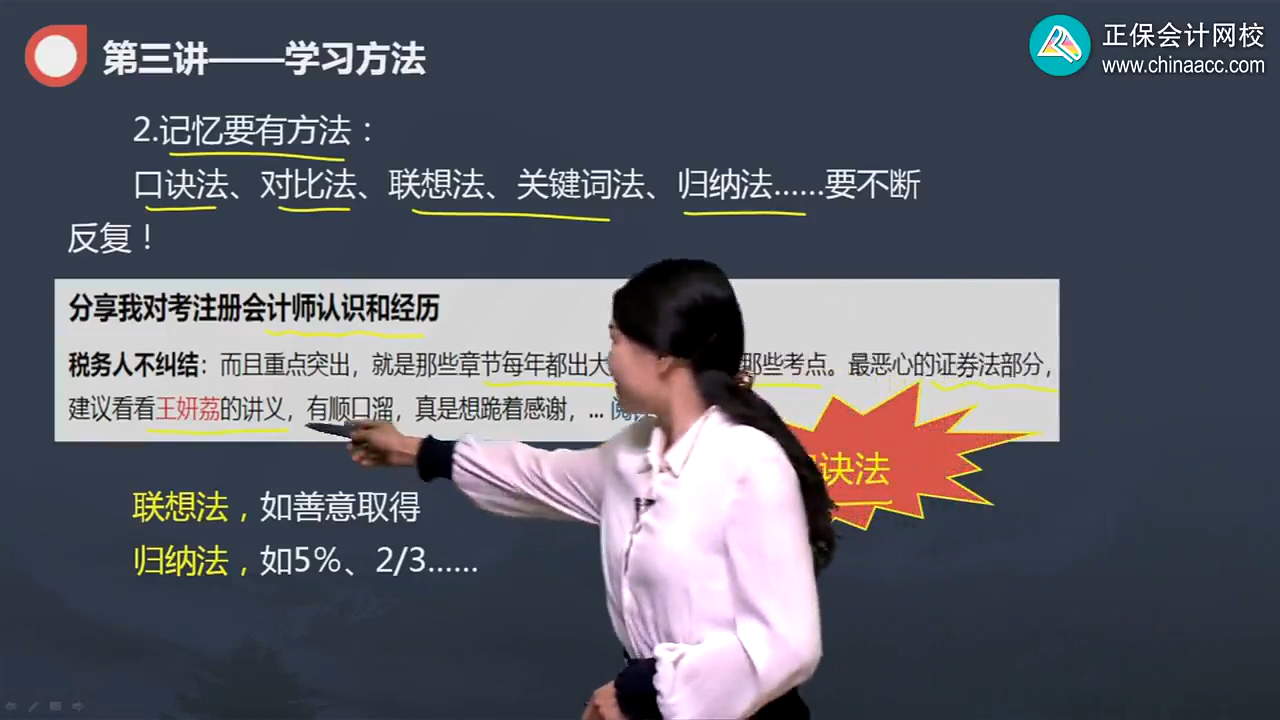 第三讲——学习方法
正保会计网校
www.chinaacc.com
2.记忆要有方法：
口诀法、对比法、联想法、关键词法、归纳法……要不断
反复！
分享我对考注册会计师认识和经历
税务人不纠结：而且重点突出，就是那些章节每年都出大 那些考点。最恶心的证券法部分，
建议看看王妍荔的讲义，有顺口溜，真是想跪着感谢，...
诀法
联想法，如善意取得
归纳法，如5%、2/3……